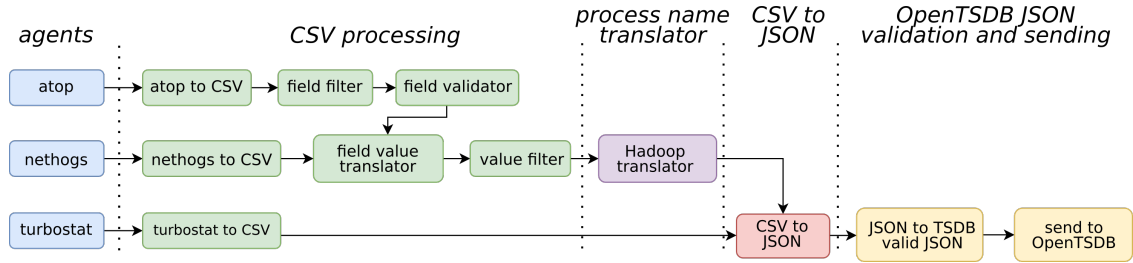 agents
CSV processing
process name
translator
CSV to
JSON
OpenTSDB JSON
validation and sending
atop
atop to CSV
field filter
field validator
nethogs
nethogs to CSV
field value
translator
value filter
Hadoop
translator
turbostat
turbostat to CSV
CSV to
JSON
JSON to TSDB
valid JSON
send to
OpenTSDB